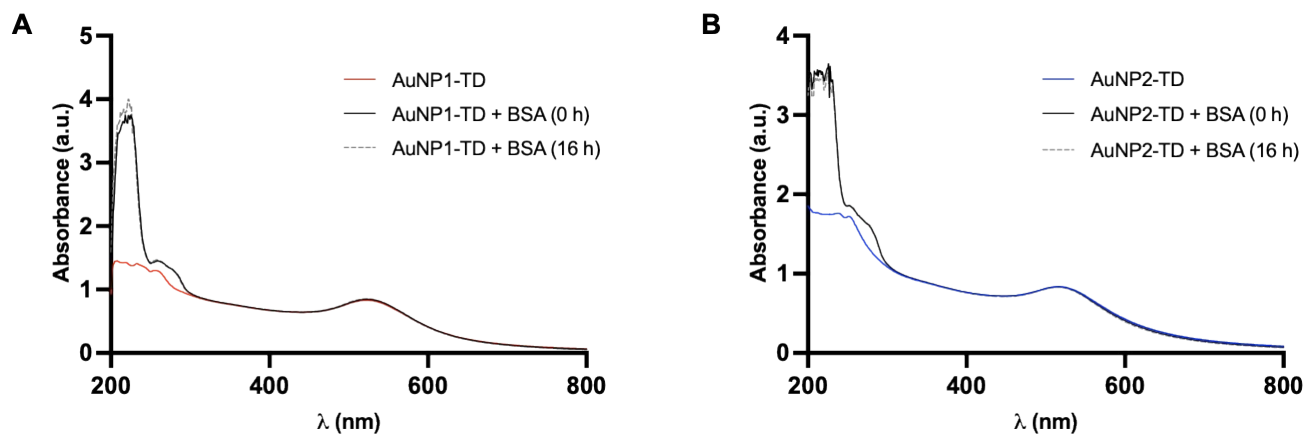 A
Absorbance (a.u.)
5
4
3
2
1
0
200
400
600
800
λ (nm)
AuNP1-TD
AuNP1-TD + BSA (0 h)
AuNP1-TD + BSA (16 h)
B
Absorbance (a.u.)
4
3
2
1
0
200
400
600
800
λ (nm)
AuNP2-TD
AuNP2-TD + BSA (0 h)
AuNP2-TD + BSA (16 h)